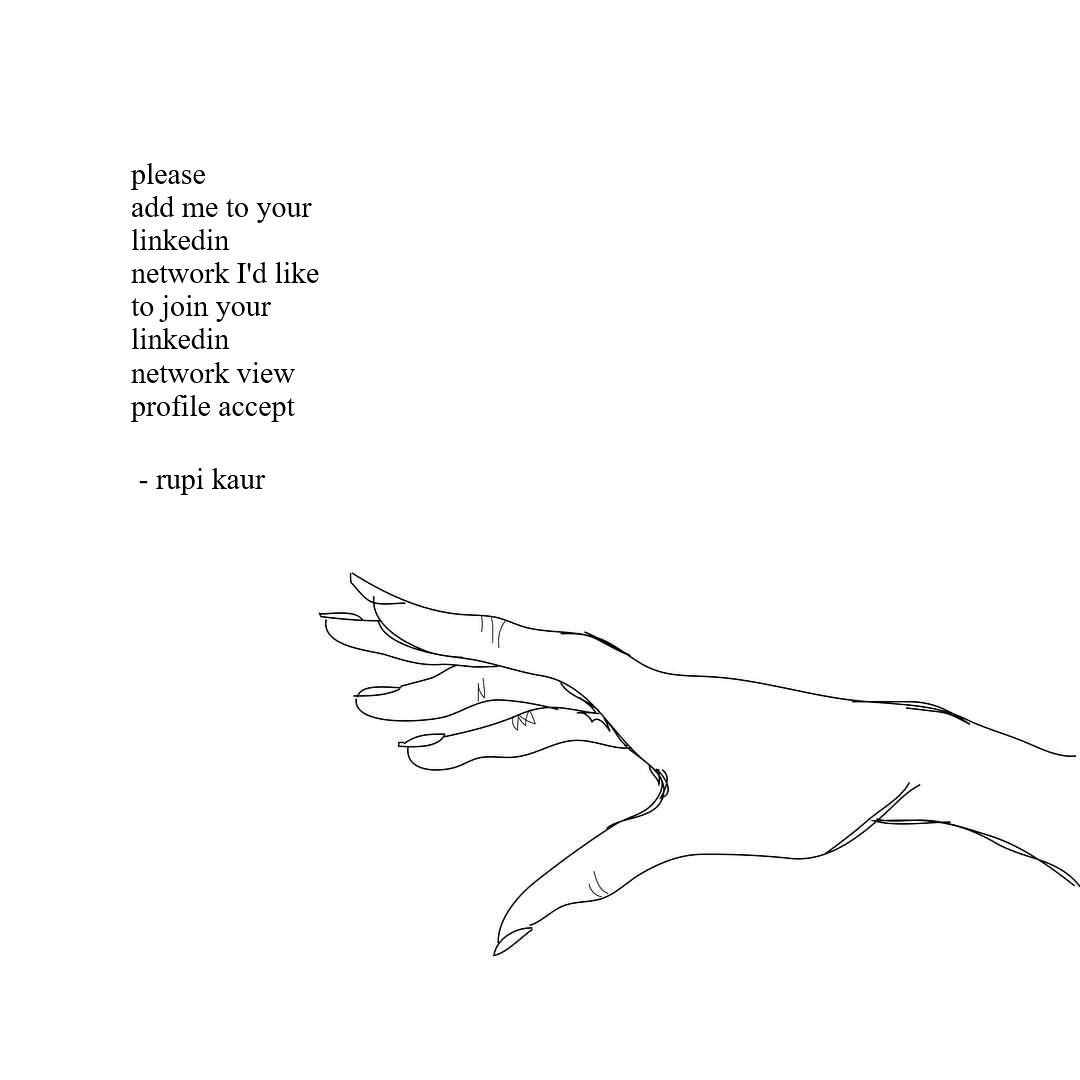 please
add me to your
linkedin
network I'd like
to join your
linkedin
network view
profile accept
- rupi kaur